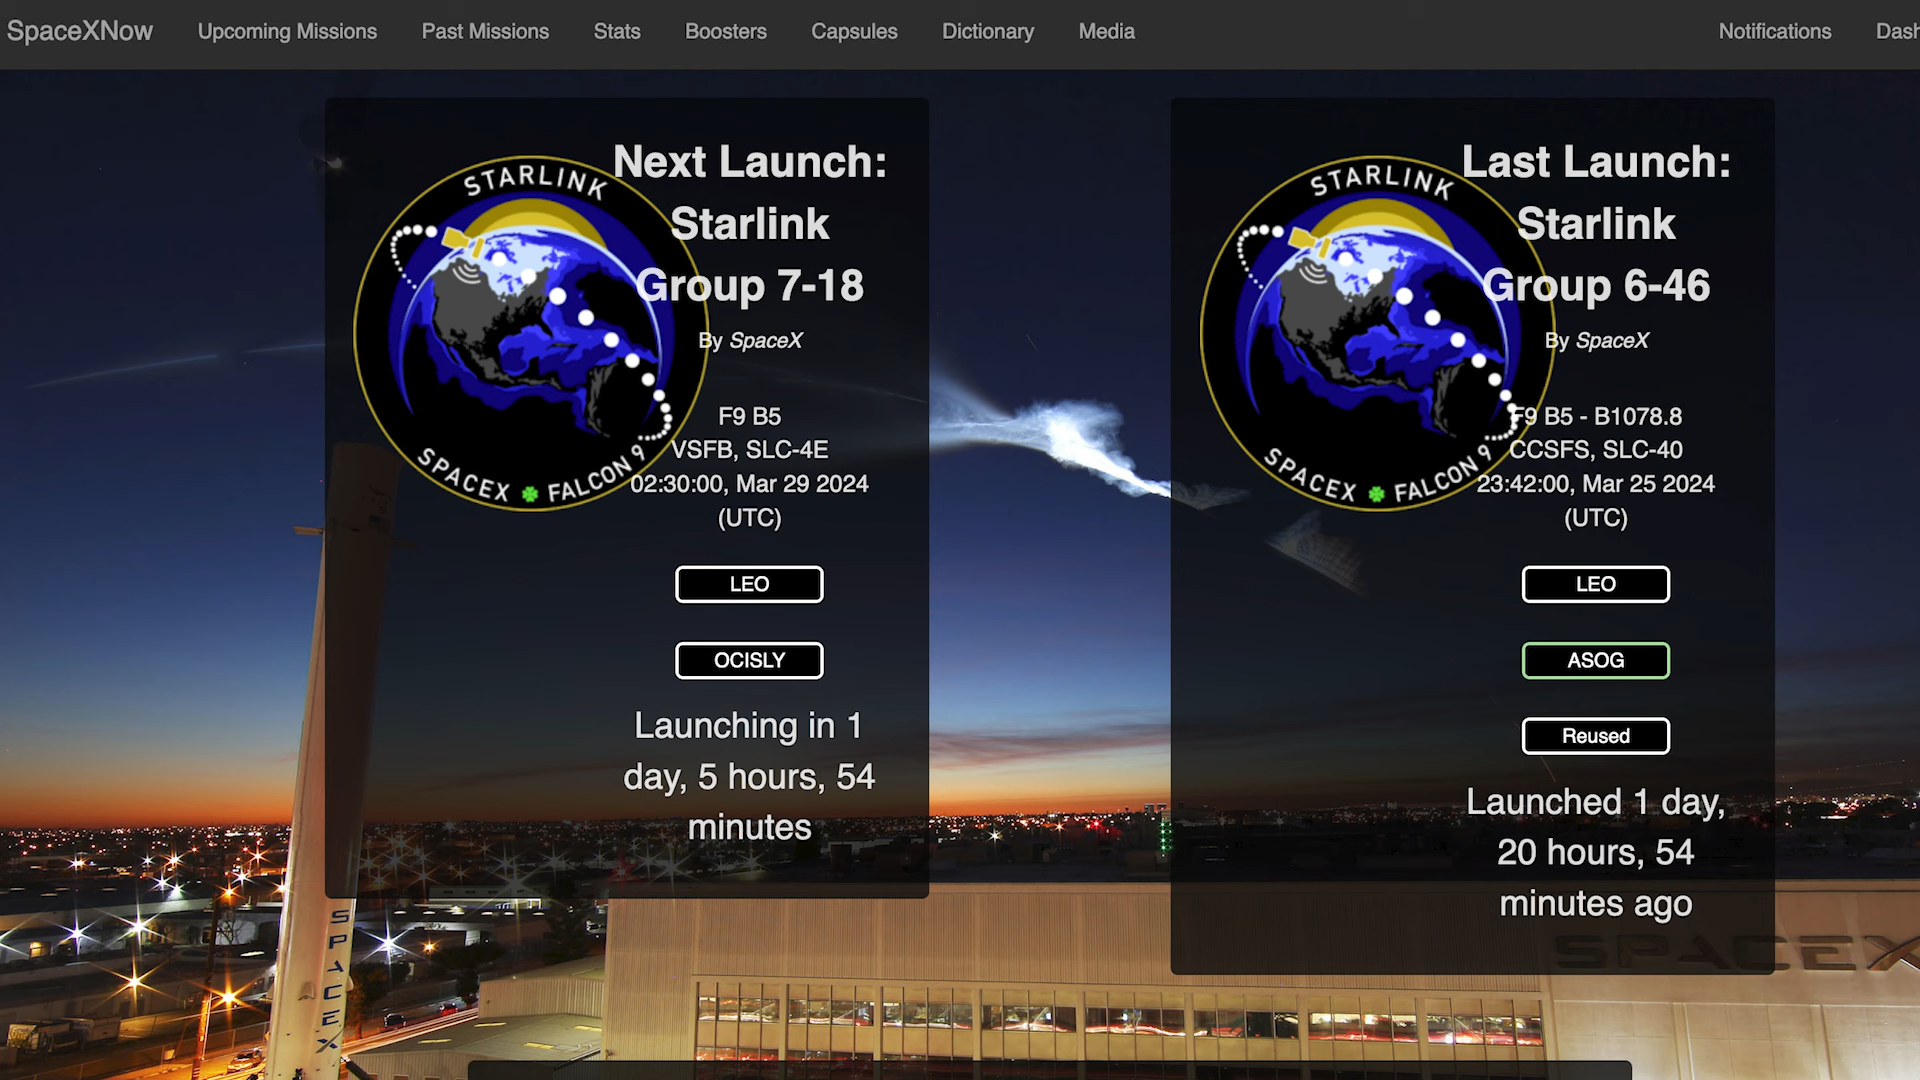 SpaceXNow Upcoming Missions Past Missions Stats Boosters Capsules Dictionary Media Notifications Dash
STARLINK
SPACEX FALCON 9
Next Launch:
Starlink
Group 7-18
By SpaceX
F9 B5
VSFB, SLC-4E
02:30:00, Mar 29 2024
(UTC)
LEO
OCISLY
Launching in 1
day, 5 hours, 54
minutes
STARLINK
SPACEX FALCON 9
Last Launch:
Starlink
Group 6-46
By SpaceX
F9 B5 - B1078.8
CCSFS, SLC-40
23:42:00, Mar 25 2024
(UTC)
LEO
ASOG
Reused
Launched 1 day,
20 hours, 54
minutes ago
SPACEX
SPACEX